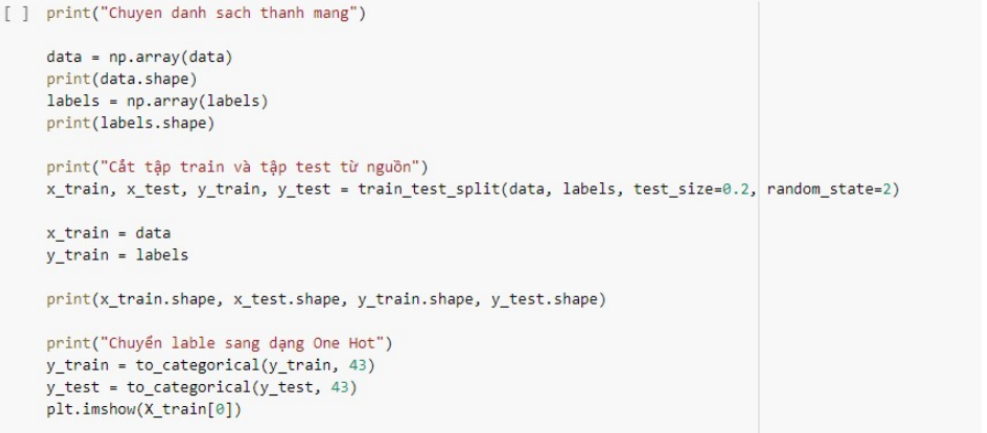 [ ] print("Chuyen danh sach thanh mang")
data = np.array(data)
print(data.shape)
labels = np.array(labels)
print(labels.shape)
print("Cắt tập train và tập test từ nguồn")
x_train, x_test, y_train, y_test = train_test_split(data, labels, test_size=0.2, random_state=2)
x_train = data
y_train = labels
print(x_train.shape, x_test.shape, y_train.shape, y_test.shape)
print("Chuyển lable sang dạng One Hot")
y_train = to_categorical(y_train, 43)
y_test = to_categorical(y_test, 43)
plt.imshow(X_train[0])